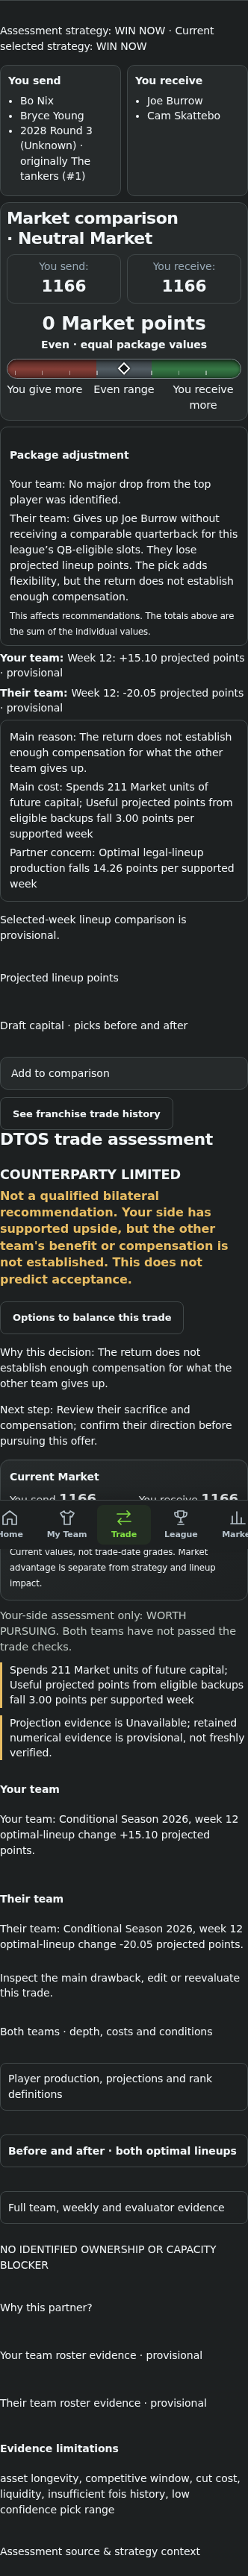 Assessment strategy: WIN NOW · Current
selected strategy: WIN NOW
You send
• Bo Nix
• Bryce Young
• 2028 Round 3
(Unknown) ·
originally The
tankers (#1)
You receive
• Joe Burrow
• Cam Skattebo
Market comparison
· Neutral Market
You send:
1166
You receive:
1166
0 Market points
Even · equal package values
You give more
Even range
You receive
more
Package adjustment
Your team: No major drop from the top
player was identified.
Their team: Gives up Joe Burrow without
receiving a comparable quarterback for this
league's QB-eligible slots. They lose
projected lineup points. The pick adds
flexibility, but the return does not establish
enough compensation.
This affects recommendations. The totals above are
the sum of the individual values.
Your team: Week 12: +15.10 projected points
· provisional
Their team: Week 12: -20.05 projected points
· provisional
Main reason: The return does not establish
enough compensation for what the other
team gives up.
Main cost: Spends 211 Market units of
future capital; Useful projected points from
eligible backups fall 3.00 points per
supported week
Partner concern: Optimal legal-lineup
production falls 14.26 points per supported
week
Selected-week lineup comparison is
provisional.
Projected lineup points
Draft capital · picks before and after
Add to comparison
See franchise trade history
DTOS trade assessment
COUNTERPARTY LIMITED
Not a qualified bilateral
recommendation. Your side has
supported upside, but the other
team's benefit or compensation is
not established. This does not
predict acceptance.
Options to balance this trade
Why this decision: The return does not
establish enough compensation for what the
other team gives up.
Next step: Review their sacrifice and
compensation; confirm their direction before
pursuing this offer.
Current Market
You send 1166
You receive 1166
Home
My Team
Trade
League
Marke
Current values, not trade-date grades. Market
advantage is separate from strategy and lineup
impact.
Your-side assessment only: WORTH
PURSUING. Both teams have not passed the
trade checks.
Spends 211 Market units of future capital;
Useful projected points from eligible backups
fall 3.00 points per supported week
Projection evidence is Unavailable; retained
numerical evidence is provisional, not freshly
verified.
Your team
Your team: Conditional Season 2026, week 12
optimal-lineup change +15.10 projected
points.
Their team
Their team: Conditional Season 2026, week 12
optimal-lineup change -20.05 projected points.
Inspect the main drawback, edit or reevaluate
this trade.
Both teams · depth, costs and conditions
Player production, projections and rank
definitions
Before and after · both optimal lineups
Full team, weekly and evaluator evidence
NO IDENTIFIED OWNERSHIP OR CAPACITY
BLOCKER
Why this partner?
Your team roster evidence · provisional
Their team roster evidence · provisional
Evidence limitations
asset longevity, competitive window, cut cost,
liquidity, insufficient fois history, low
confidence pick range
Assessment source & strategy context